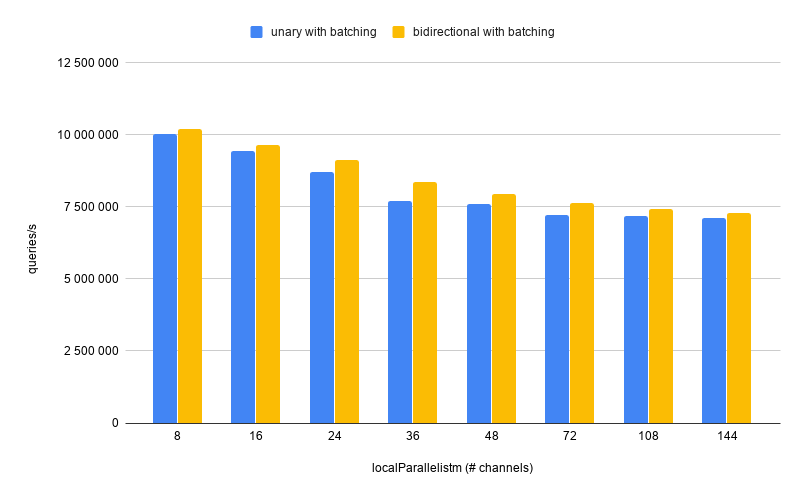 unary with batching bidirectional with batching
12 500 000
10 000 000
7 500 000
5 000 000
2 500 000
0
queries/s
8 16 24 36 48 72 108 144
localParallelistm (# channels)